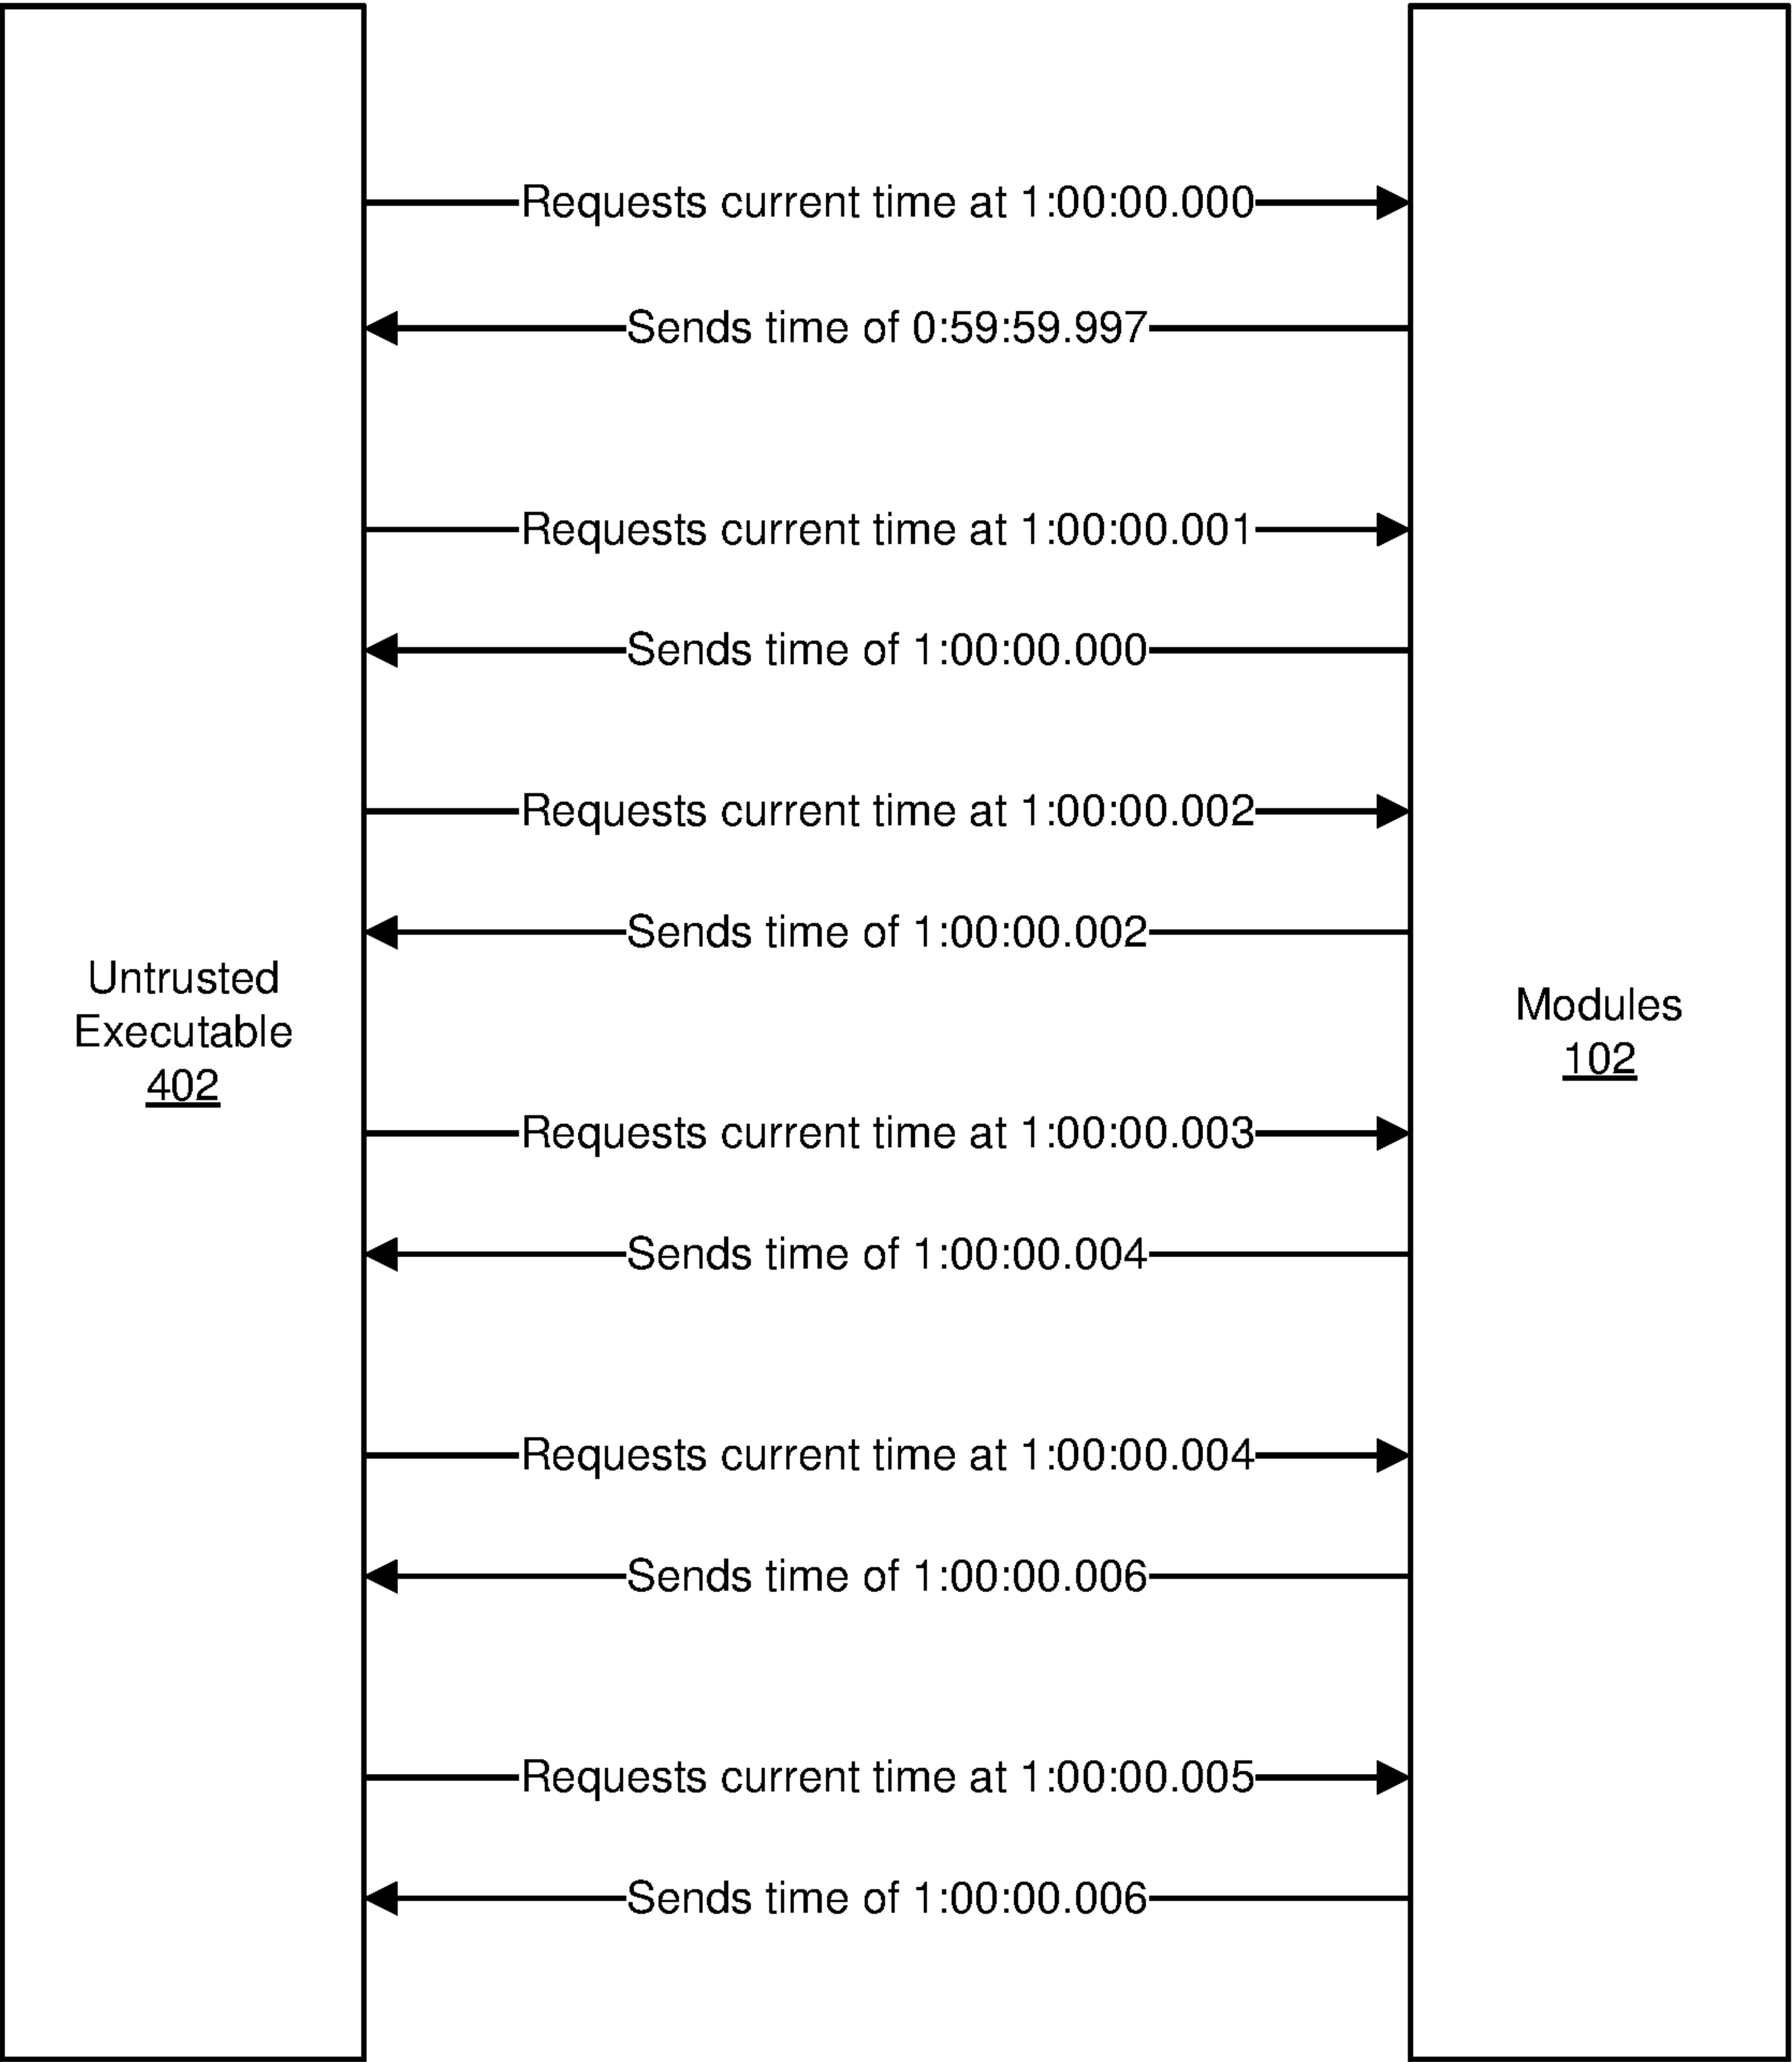 Requests current time at 1:00:00.000
Sends time of 0:59:59.997
Requests current time at 1:00:00.001
Sends time of 1:00:00.000
Requests current time at 1:00:00.002
Sends time of 1:00:00.002
Untrusted
Executable
402
Modules
102
Requests current time at 1:00:00.003
Sends time of 1:00:00.004
Requests current time at 1:00:00.004
Sends time of 1:00:00.006
Requests current time at 1:00:00.005
Sends time of 1:00:00.006